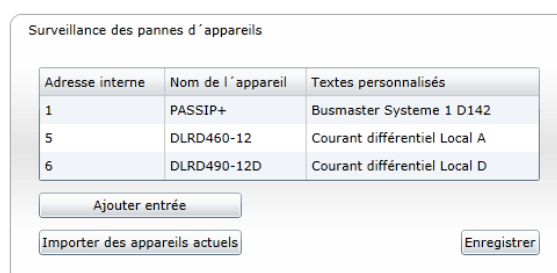 Surveillance des pannes d´appareils
Adresse interne Nom de l´appareil Textes personnalisés
1 PASSIP+ Busmaster Systeme 1 D142
5 DLRD460-12 Courant différentiel Local A
6 DLRD490-12D Courant différentiel Local D
Ajouter entrée
Importer des appareils actuels Enregistrer